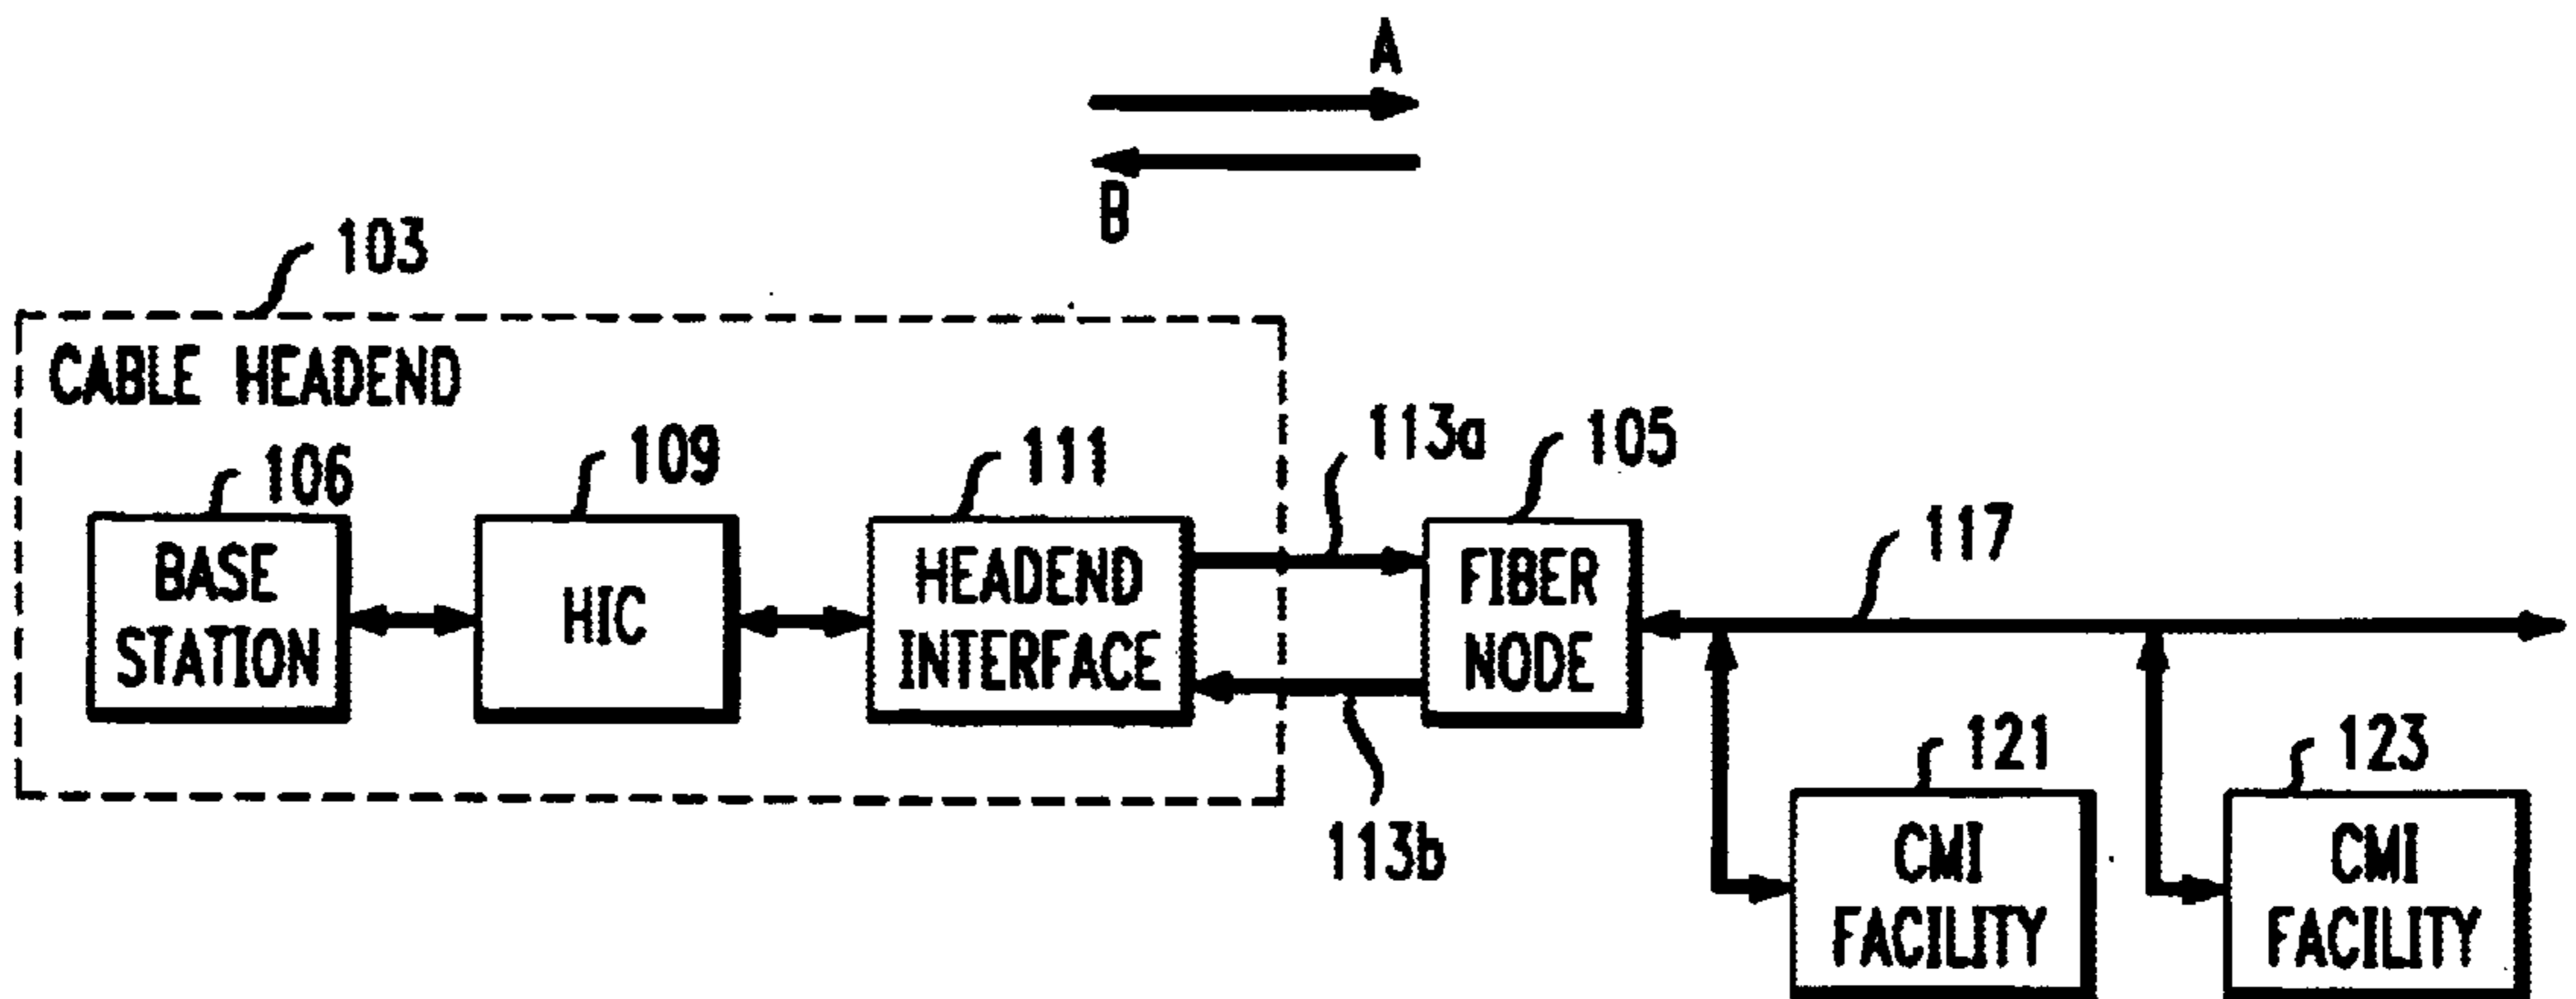 A
B
103
CABLE HEADEND
106
109
111
113a
105
117
BASE
STATION
HIC
HEADEND
INTERFACE
FIBER
NODE
113b
121
123
CMI
FACILITY
CMI
FACILITY